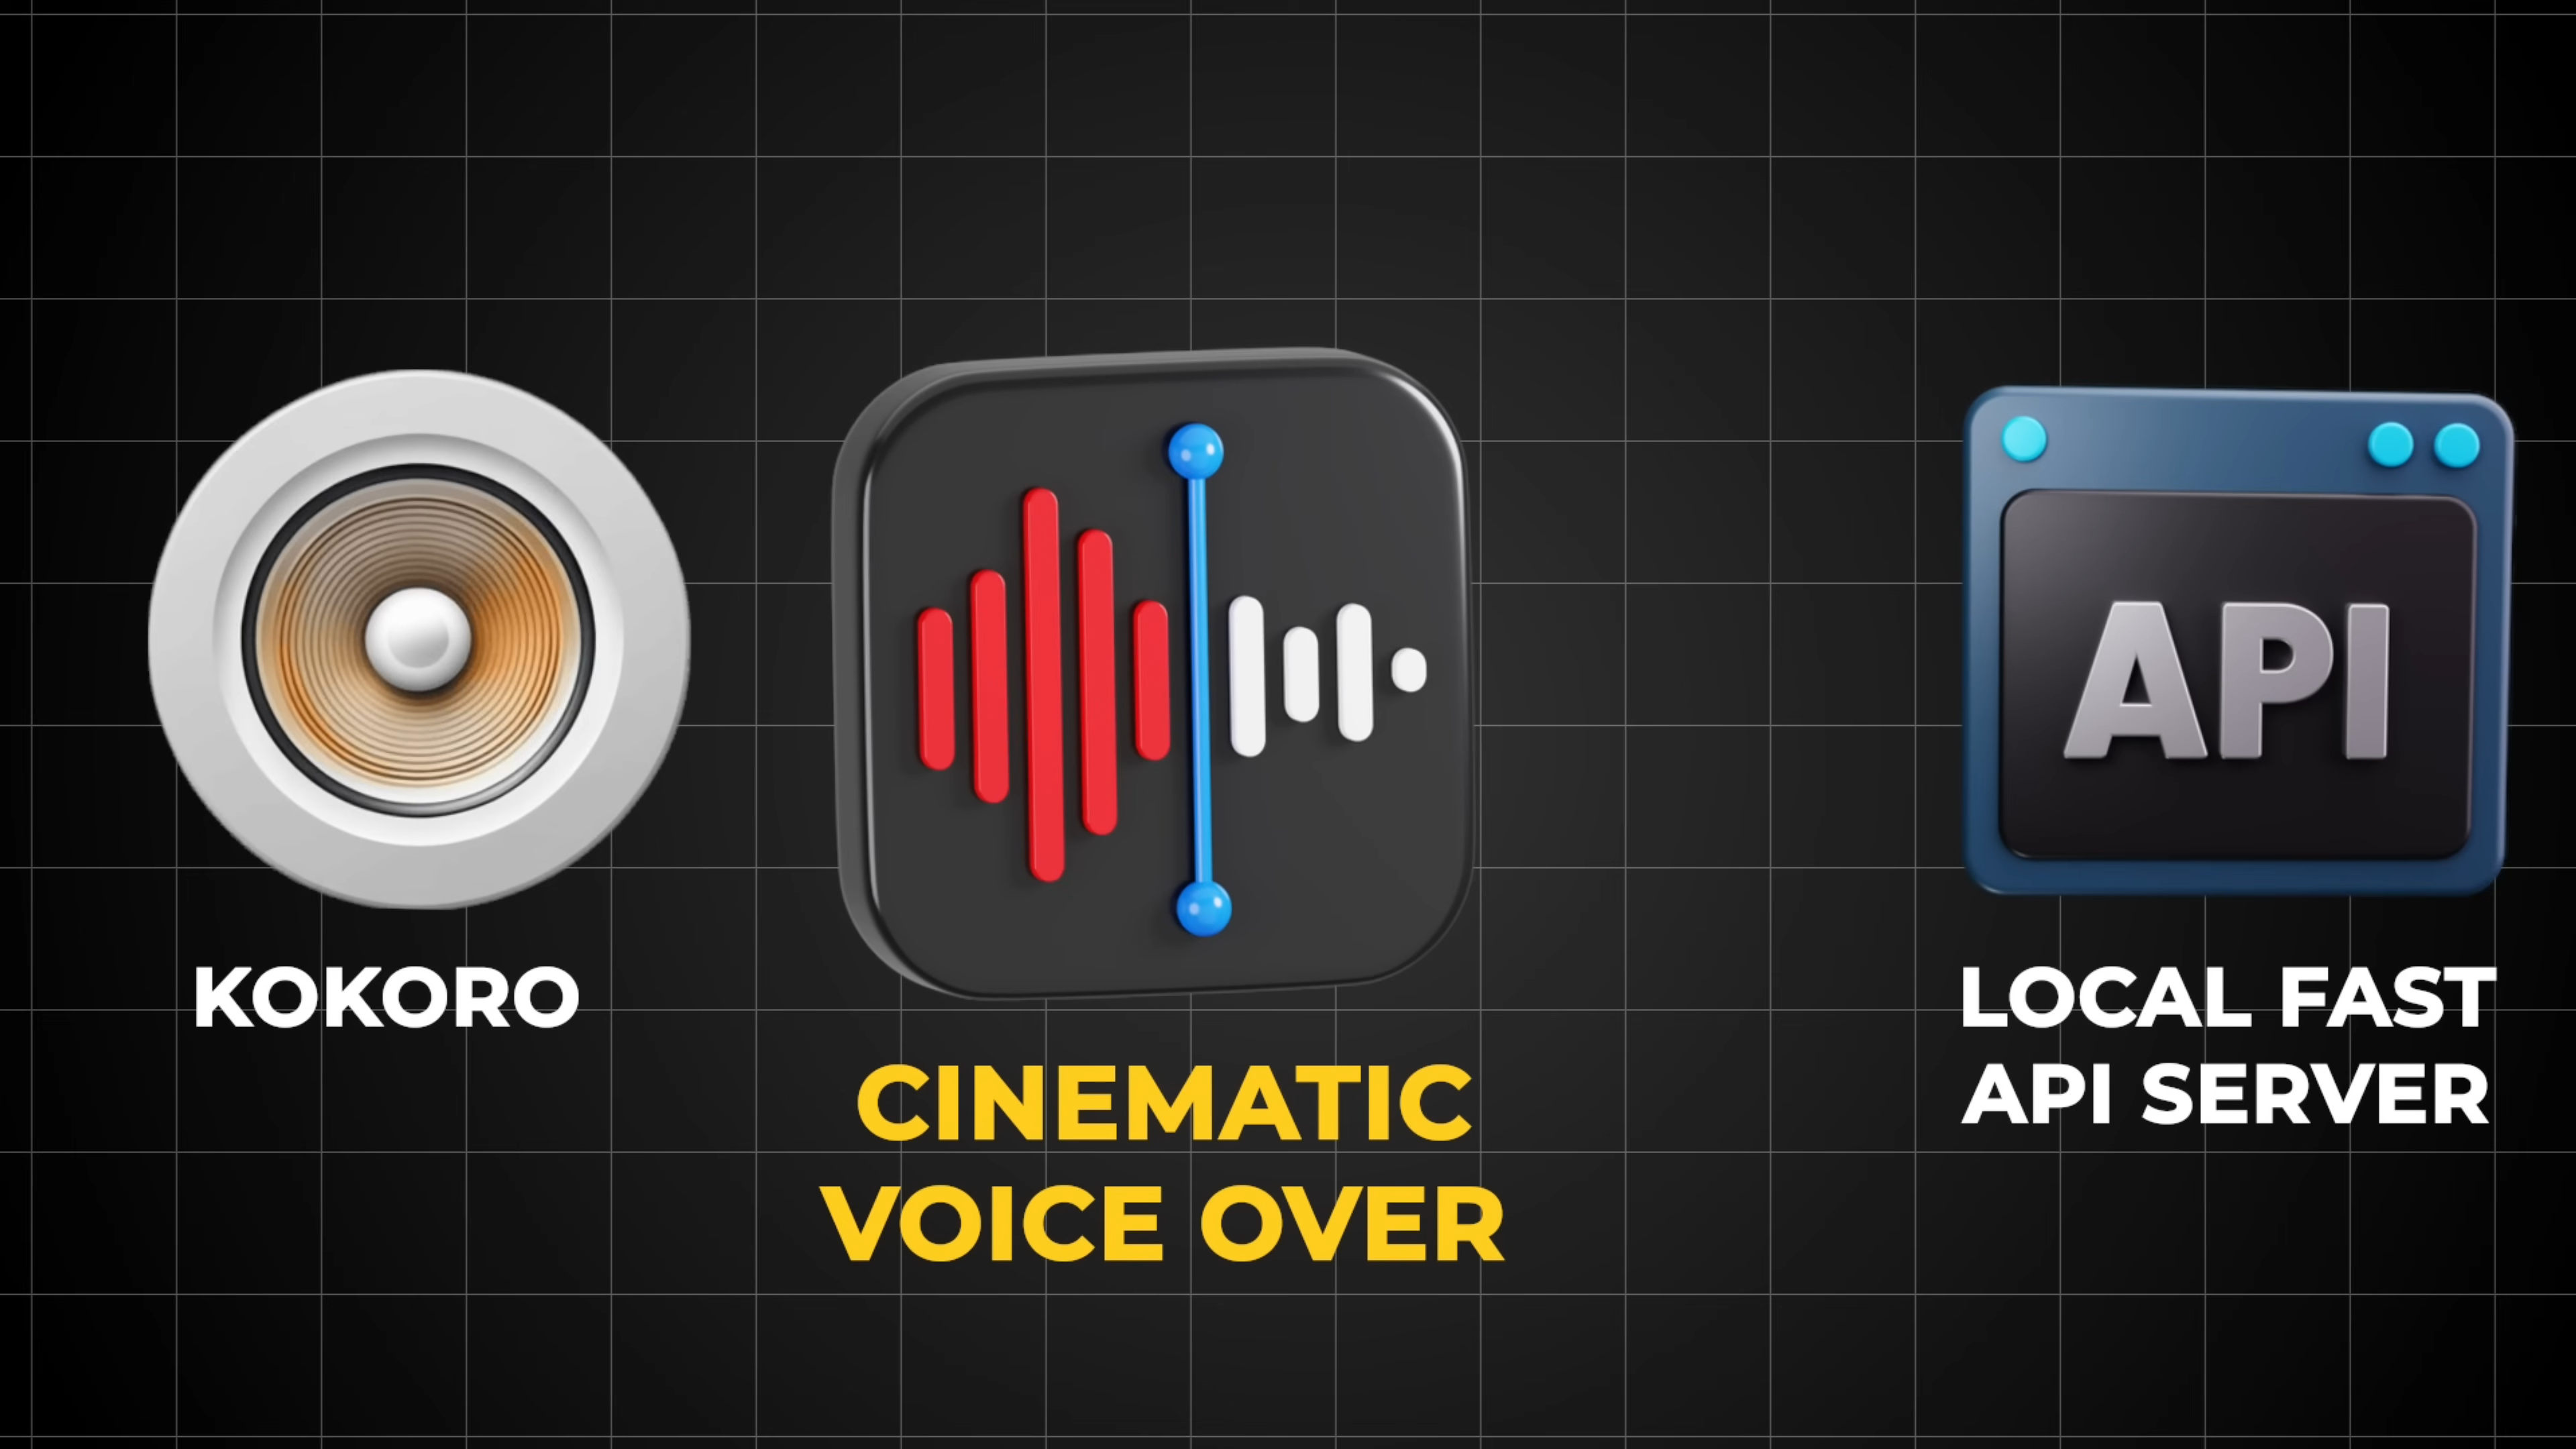 KOKORO
CINEMATIC
VOICE OVER
API
LOCAL FAST
API SERVER